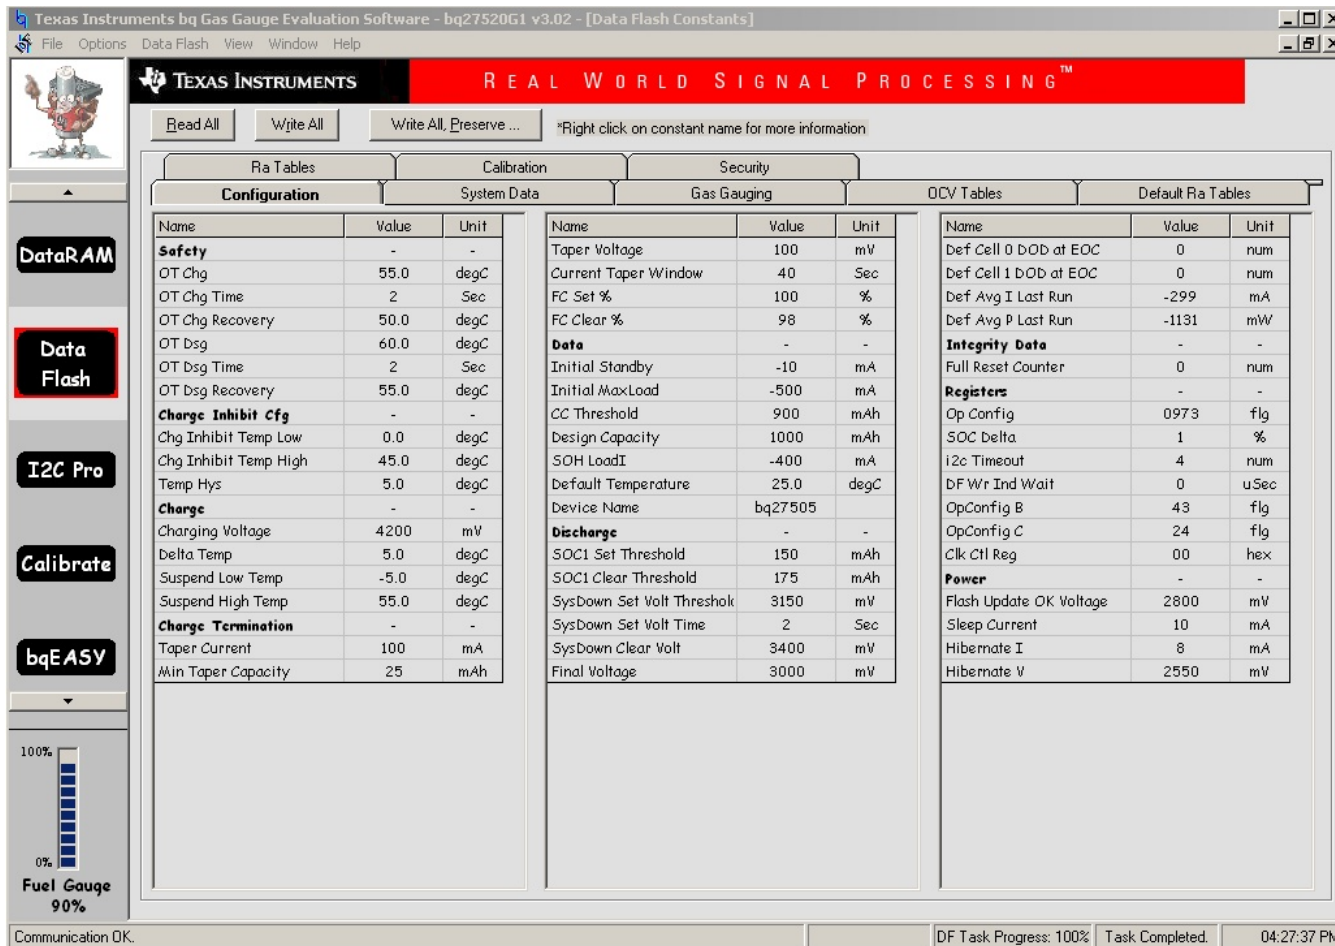 Texas Instruments bq Gas Gauge Evaluation Software - bq27520G1 v3.02 - [Data Flash Constants]
File Options Data Flash View Window Help
TEXAS INSTRUMENTS REAL WORLD SIGNAL PROCESSING™
Read All Write All Write All, Preserve ... *Right click on constant name for more information
Ra Tables Calibration Security
Configuration System Data Gas Gauging OCV Tables Default Ra Tables
DataRAM
Data
Flash
I2C Pro
Calibrate
bqEASY
100%
0%
Fuel Gauge
90%
Name Value Unit
Safety - -
OT Chg 55.0 degC
OT Chg Time 2 Sec
OT Chg Recovery 50.0 degC
OT Dsg 60.0 degC
OT Dsg Time 2 Sec
OT Dsg Recovery 55.0 degC
Charge Inhibit Cfg - -
Chg Inhibit Temp Low 0.0 degC
Chg Inhibit Temp High 45.0 degC
Temp Hys 5.0 degC
Charge - -
Charging Voltage 4200 mV
Delta Temp 5.0 degC
Suspend Low Temp -5.0 degC
Suspend High Temp 55.0 degC
Charge Termination - -
Taper Current 100 mA
Min Taper Capacity 25 mAh
Name Value Unit
Taper Voltage 100 mV
Current Taper Window 40 Sec
FC Set % 100 %
FC Clear % 98 %
Data - -
Initial Standby -10 mA
Initial MaxLoad -500 mA
CC Threshold 900 mAh
Design Capacity 1000 mAh
SOH LoadI -400 mA
Default Temperature 25.0 degC
Device Name bq27505 -
Discharge - -
SOC1 Set Threshold 150 mAh
SOC1 Clear Threshold 175 mAh
SysDown Set Volt Threshol 3150 mV
SysDown Set Volt Time 2 Sec
SysDown Clear Volt 3400 mV
Final Voltage 3000 mV
Name Value Unit
Def Cell 0 DOD at EOC 0 num
Def Cell 1 DOD at EOC 0 num
Def Avg I Last Run -299 mA
Def Avg P Last Run -1131 mW
Integrity Data - -
Full Reset Counter 0 num
Registers - -
Op Config 0973 flg
SOC Delta 1 %
i2c Timeout 4 num
DF Wr Ind Wait 0 uSec
OpConfig B 43 flg
OpConfig C 24 flg
Clk Ctl Reg 00 hex
Power - -
Flash Update OK Voltage 2800 mV
Sleep Current 10 mA
Hibernate I 8 mA
Hibernate V 2550 mV
Communication OK. DF Task Progress: 100% Task Completed. 04:27:37 PM